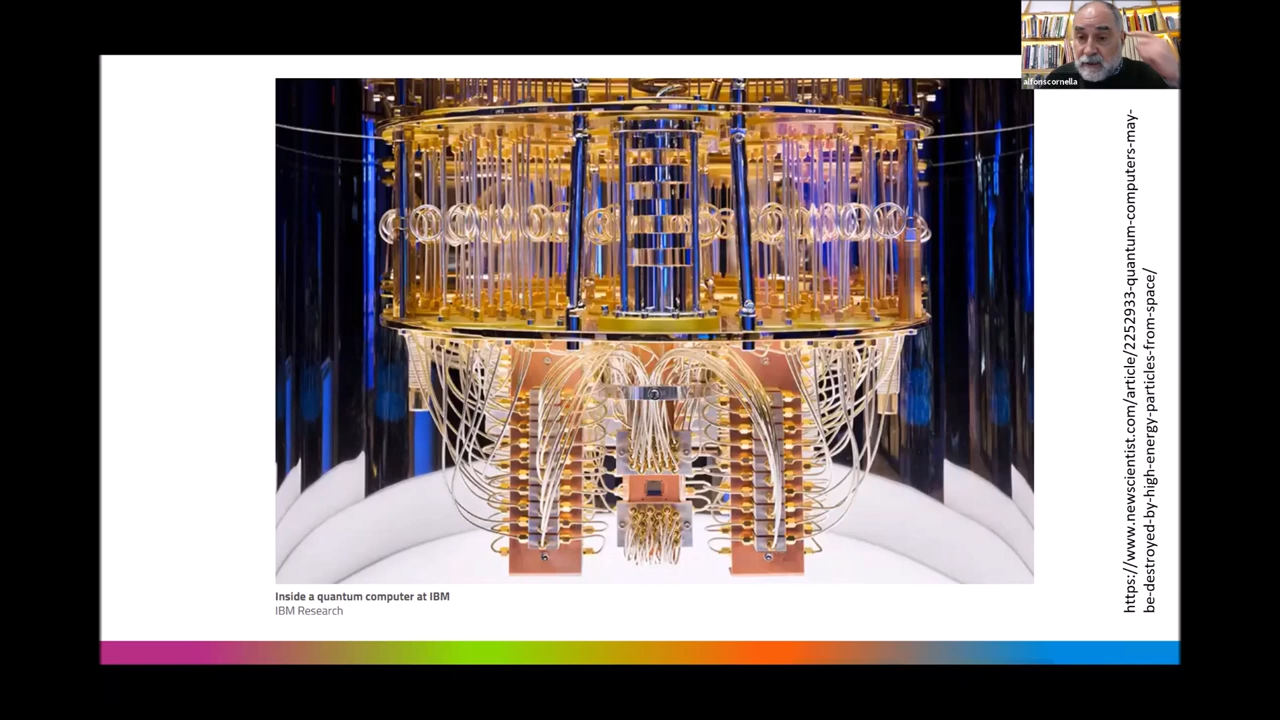 alfonscornella
https://www.newscientist.com/article/2252933-quantum-computers-may-
be-destroyed-by-high-energy-particles-from-space/
Inside a quantum computer at IBM
IBM Research